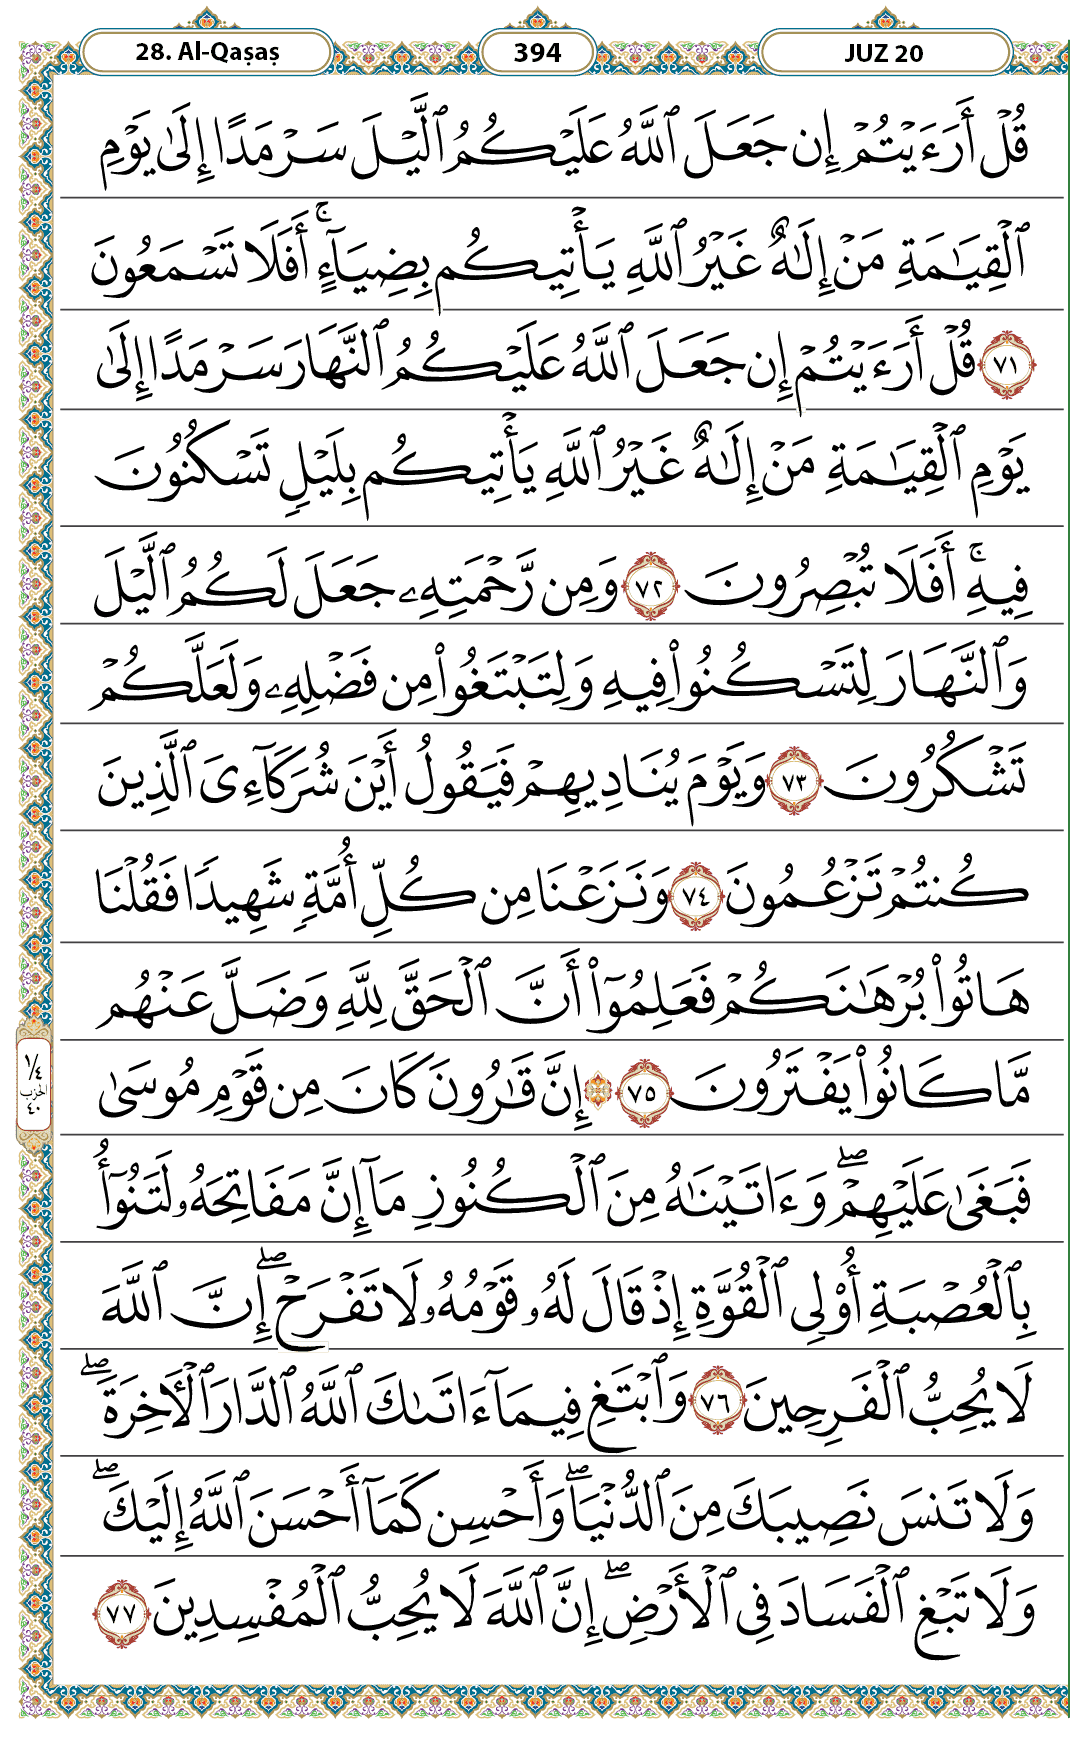 28. Al-Qaṣaṣ 394 JUZ 20
قُلْ أَرَءَيْتُمْ إِن جَعَلَ ٱللَّهُ عَلَيْكُمُ ٱلَّيْلَ سَرْمَدًا إِلَىٰ يَوْمِ
ٱلْقِيَـٰمَةِ مَنْ إِلَـٰهٌ غَيْرُ ٱللَّهِ يَأْتِيكُم بِضِيَآءٍ ۚ أَفَلَا تَسْمَعُونَ
٧١ قُلْ أَرَءَيْتُمْ إِن جَعَلَ ٱللَّهُ عَلَيْكُمُ ٱلنَّهَارَ سَرْمَدًا إِلَىٰ
يَوْمِ ٱلْقِيَـٰمَةِ مَنْ إِلَـٰهٌ غَيْرُ ٱللَّهِ يَأْتِيكُم بِلَيْلٍ تَسْكُنُونَ
فِيهِ ۚ أَفَلَا تُبْصِرُونَ ٧٢ وَمِن رَّحْمَتِهِۦ جَعَلَ لَكُمُ ٱلَّيْلَ
وَٱلنَّهَارَ لِتَسْكُنُوا۟ فِيهِ وَلِتَبْتَغُوا۟ مِن فَضْلِهِۦ وَلَعَلَّكُمْ
تَشْكُرُونَ ٧٣ وَيَوْمَ يُنَادِيهِمْ فَيَقُولُ أَيْنَ شُرَكَآءِىَ ٱلَّذِينَ
كُنتُمْ تَزْعُمُونَ ٧٤ وَنَزَعْنَا مِن كُلِّ أُمَّةٍ شَهِيدًا فَقُلْنَا
هَاتُوا۟ بُرْهَـٰنَكُمْ فَعَلِمُوٓا۟ أَنَّ ٱلْحَقَّ لِلَّهِ وَضَلَّ عَنْهُم
مَّا كَانُوا۟ يَفْتَرُونَ ٧٥ ۞ إِنَّ قَـٰرُونَ كَانَ مِن قَوْمِ مُوسَىٰ
فَبَغَىٰ عَلَيْهِمْ ۖ وَءَاتَيْنَـٰهُ مِنَ ٱلْكُنُوزِ مَآ إِنَّ مَفَاتِحَهُۥ لَتَنُوٓأُ
بِٱلْعُصْبَةِ أُو۟لِى ٱلْقُوَّةِ إِذْ قَالَ لَهُۥ قَوْمُهُۥ لَا تَفْرَحْ ۖ إِنَّ ٱللَّهَ
لَا يُحِبُّ ٱلْفَرِحِينَ ٧٦ وَٱبْتَغِ فِيمَآ ءَاتَىٰكَ ٱللَّهُ ٱلدَّارَ ٱلْـَٔاخِرَةَ ۖ
وَلَا تَنسَ نَصِيبَكَ مِنَ ٱلدُّنْيَا ۖ وَأَحْسِن كَمَآ أَحْسَنَ ٱللَّهُ إِلَيْكَ ۖ
وَلَا تَبْغِ ٱلْفَسَادَ فِى ٱلْأَرْضِ ۖ إِنَّ ٱللَّهَ لَا يُحِبُّ ٱلْمُفْسِدِينَ ٧٧
١/٤
الحزب
٤٠